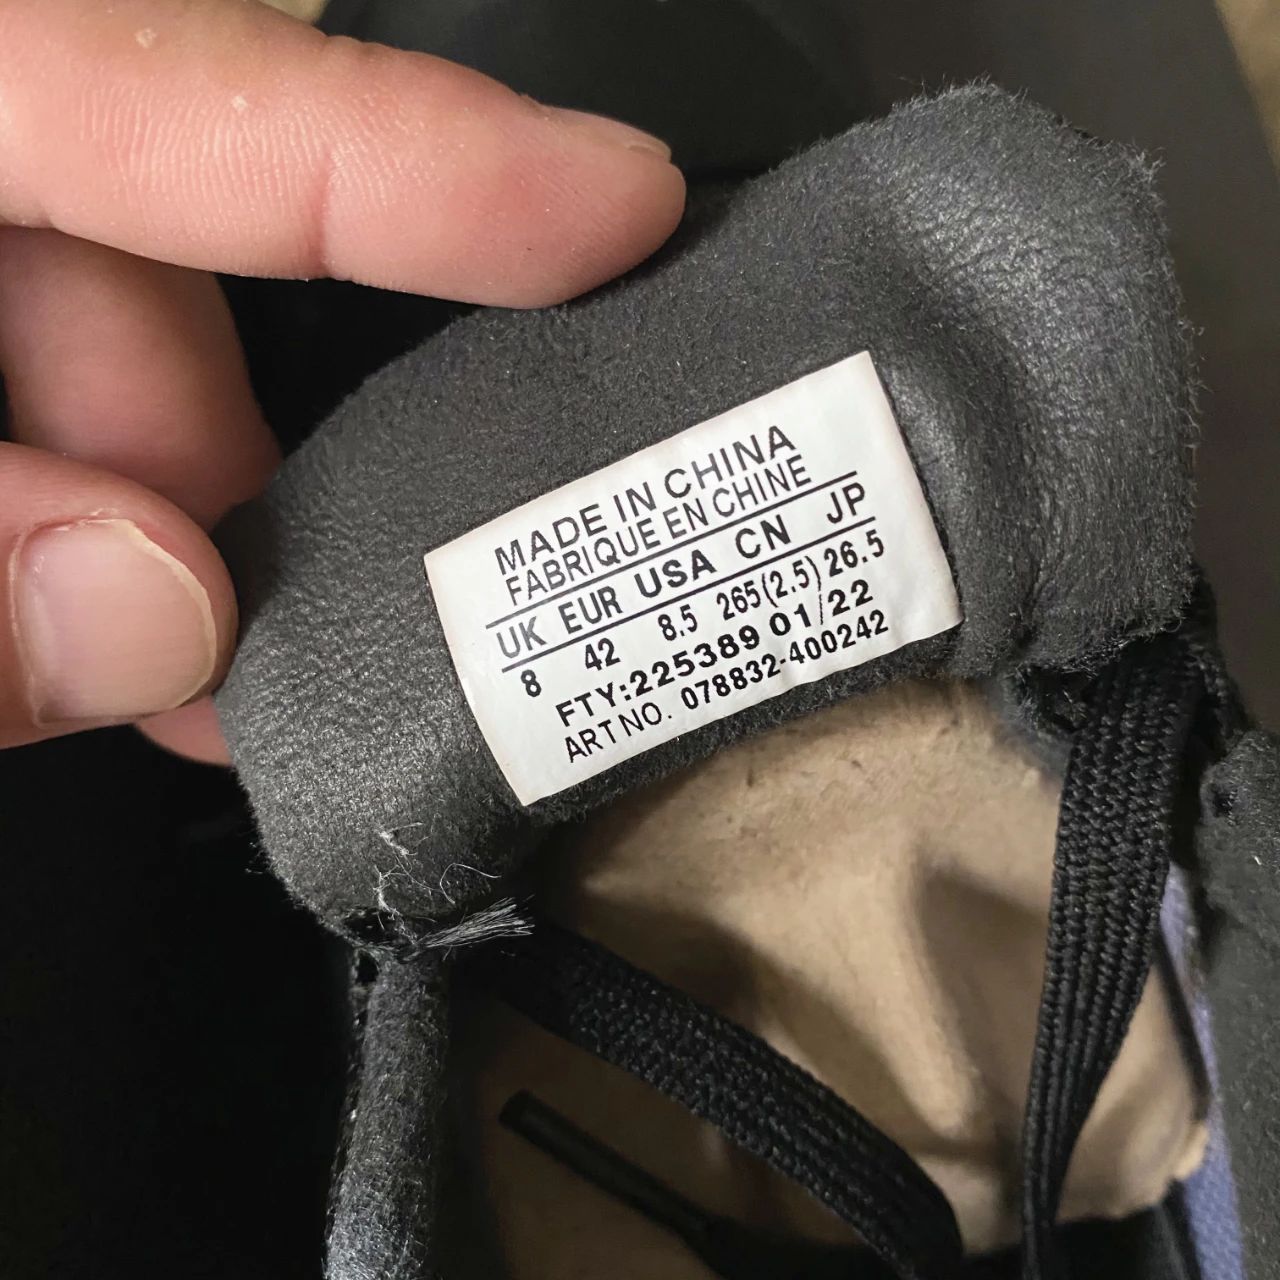 MADE IN CHINA
FABRIQUE EN CHINE
UK EUR USA CN JP
8 42 8.5 265(2.5) 26.5
FTY:225389 01/22
ART NO. 078832-400242